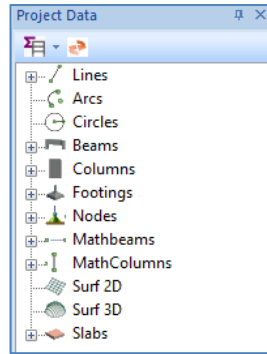 Project Data
Lines
Arcs
Circles
Beams
Columns
Footings
Nodes
Mathbeams
MathColumns
Surf 2D
Surf 3D
Slabs